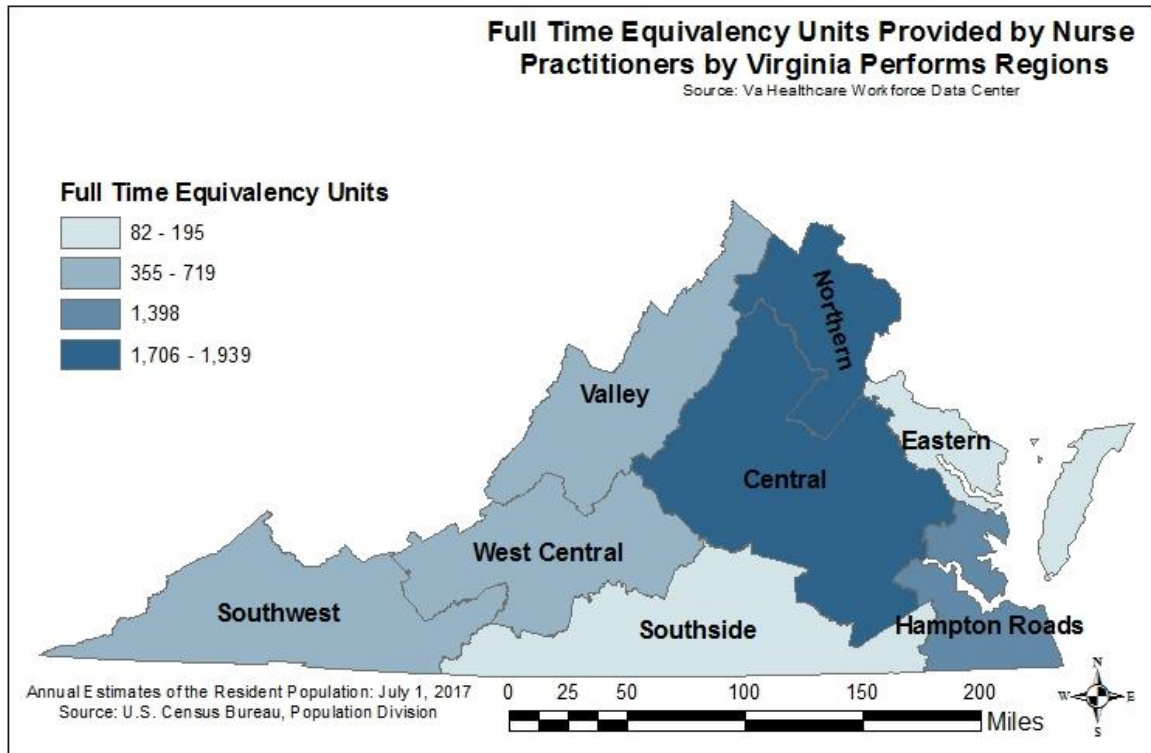 Full Time Equivalency Units Provided by Nurse
Practitioners by Virginia Performs Regions
Source: Va Healthcare Workforce Data Center
Full Time Equivalency Units
82 - 195
355 - 719
1,398
1,706 - 1,939
Northern
Valley
Eastern
Central
West Central
Southwest
Southside
Hampton Roads
Annual Estimates of the Resident Population: July 1, 2017
Source: U.S. Census Bureau, Population Division
0 25 50 100 150 200
Miles
N
W E
S